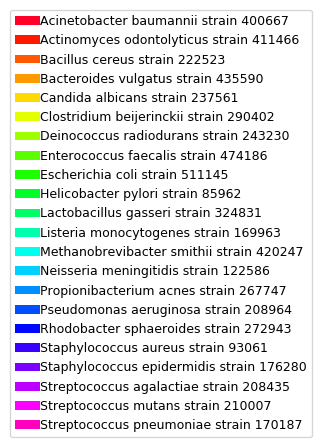 Acinetobacter baumannii strain 400667
Actinomyces odontolyticus strain 411466
Bacillus cereus strain 222523
Bacteroides vulgatus strain 435590
Candida albicans strain 237561
Clostridium beijerinckii strain 290402
Deinococcus radiodurans strain 243230
Enterococcus faecalis strain 474186
Escherichia coli strain 511145
Helicobacter pylori strain 85962
Lactobacillus gasseri strain 324831
Listeria monocytogenes strain 169963
Methanobrevibacter smithii strain 420247
Neisseria meningitidis strain 122586
Propionibacterium acnes strain 267747
Pseudomonas aeruginosa strain 208964
Rhodobacter sphaeroides strain 272943
Staphylococcus aureus strain 93061
Staphylococcus epidermidis strain 176280
Streptococcus agalactiae strain 208435
Streptococcus mutans strain 210007
Streptococcus pneumoniae strain 170187